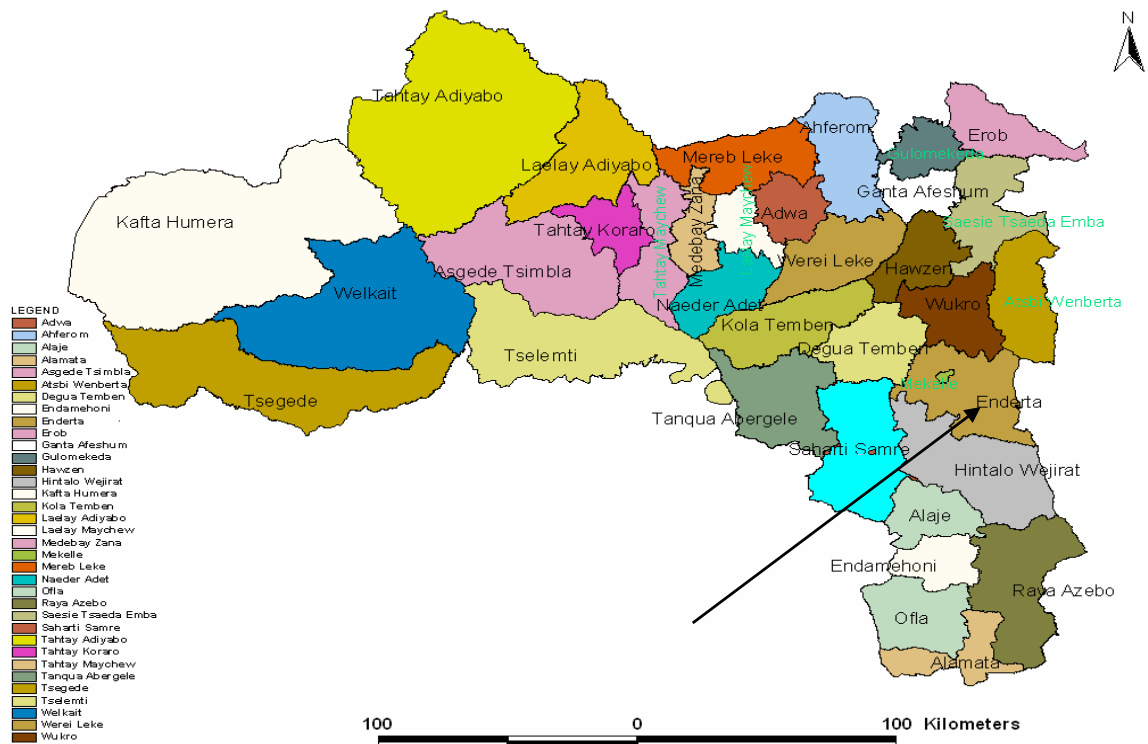 N
Tahtay Adiyabo
Ahferom
Erob
Gulomekeda
Mereb Leke
Laelay Adiyabo
Ganta Afeshum
Kafta Humera
Adwa
Saesie Tsaeda Emba
Tahtay Koraro
Tahtay Maychew
Medebay Zana
Laelay Maychew
Werei Leke
Hawzen
Asgede Tsimbla
Welkait
Naeder Adet
Wukro
Atsbi Wenberta
Kola Temben
Degua Temben
Tselemti
Mekelle
Tsegede
Enderta
Tanqua Abergele
Saharti Samre
Hintalo Wejirat
Alaje
Endamehoni
Raya Azebo
Ofla
Alamata
LEGEND
Adwa
Ahferom
Alaje
Alamata
Asgede Tsimbla
Atsbi Wenberta
Degua Temben
Endamehoni
Enderta
Erob
Ganta Afeshum
Gulomekeda
Hawzen
Hintalo Wejirat
Kafta Humera
Kola Temben
Laelay Adiyabo
Laelay Maychew
Medebay Zana
Mekelle
Mereb Leke
Naeder Adet
Ofla
Raya Azebo
Saesie Tsaeda Emba
Saharti Samre
Tahtay Adiyabo
Tahtay Koraro
Tahtay Maychew
Tanqua Abergele
Tsegede
Tselemti
Welkait
Werei Leke
Wukro
100 0 100 Kilometers